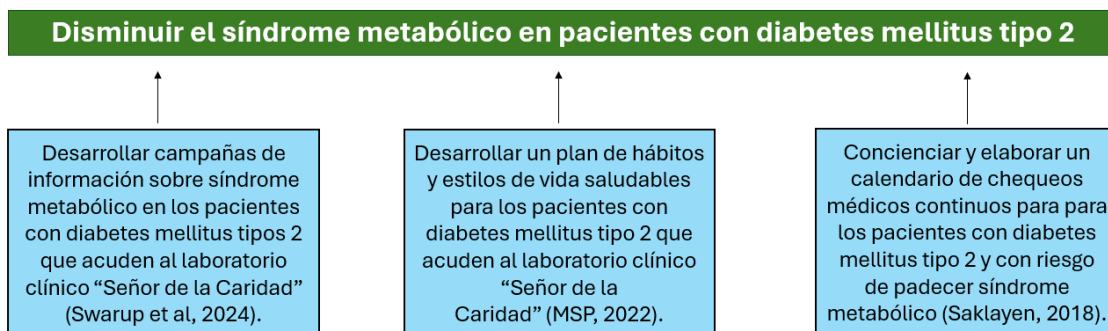 Disminuir el síndrome metabólico en pacientes con diabetes mellitus tipo 2
Desarrollar campañas de
información sobre síndrome
metabólico en los pacientes
con diabetes mellitus tipos 2
que acuden al laboratorio
clínico “Señor de la Caridad”
(Swarup et al, 2024).
Desarrollar un plan de hábitos
y estilos de vida saludables
para los pacientes con
diabetes mellitus tipo 2 que
acuden al laboratorio clínico
“Señor de la
Caridad” (MSP, 2022).
Concienciar y elaborar un
calendario de chequeos
médicos continuos para para
los pacientes con diabetes
mellitus tipo 2 y con riesgo
de padecer síndrome
metabólico (Saklayen, 2018).